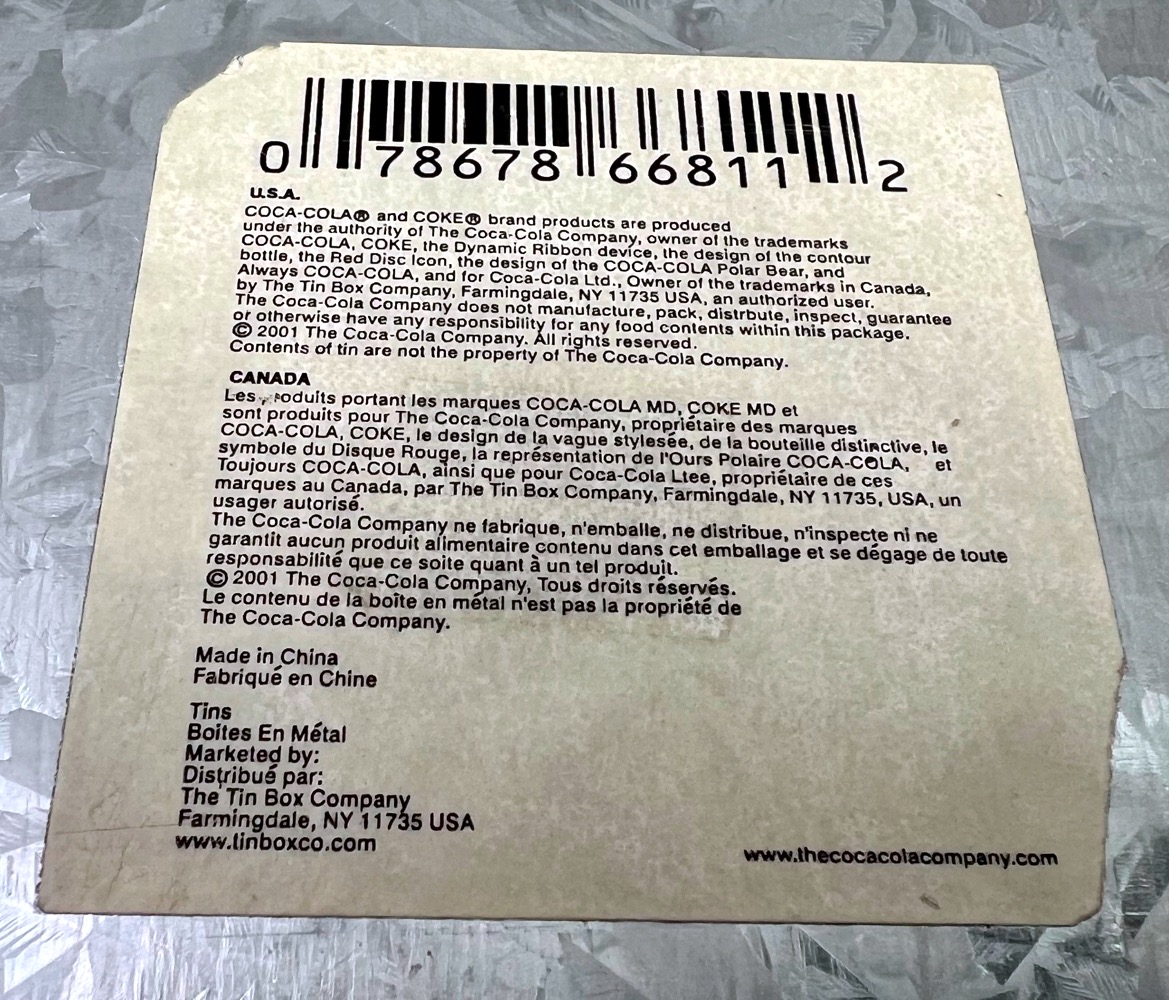 0 78678 66811 2
U.S.A.
COCA-COLA® and COKE® brand products are produced
under the authority of The Coca-Cola Company, owner of the trademarks
COCA-COLA, COKE, the Dynamic Ribbon device, the design of the contour
bottle, the Red Disc Icon, the design of the COCA-COLA Polar Bear, and
Always COCA-COLA, and for Coca-Cola Ltd., Owner of the trademarks in Canada,
by The Tin Box Company, Farmingdale, NY 11735 USA, an authorized user.
The Coca-Cola Company does not manufacture, pack, distrbute, inspect, guarantee
or otherwise have any responsibility for any food contents within this package.
© 2001 The Coca-Cola Company. All rights reserved.
Contents of tin are not the property of The Coca-Cola Company.
CANADA
Les produits portant les marques COCA-COLA MD, COKE MD et
sont produits pour The Coca-Cola Company, propriétaire des marques
COCA-COLA, COKE, le design de la vague stylesée, de la bouteille distinctive, le
symbole du Disque Rouge, la représentation de l'Ours Polaire COCA-COLA, et
Toujours COCA-COLA, ainsi que pour Coca-Cola Ltee, propriétaire de ces
marques au Canada, par The Tin Box Company, Farmingdale, NY 11735, USA, un
usager autorisé.
The Coca-Cola Company ne fabrique, n'emballe, ne distribue, n'inspecte ni ne
garantit aucun produit alimentaire contenu dans cet emballage et se dégage de toute
responsabilité que ce soite quant à un tel produit.
© 2001 The Coca-Cola Company, Tous droits réservés.
Le contenu de la boîte en métal n'est pas la propriété de
The Coca-Cola Company.
Made in China
Fabriqué en Chine
Tins
Boites En Métal
Marketed by:
Distribué par:
The Tin Box Company
Farmingdale, NY 11735 USA
www.tinboxco.com
www.thecocacolacompany.com